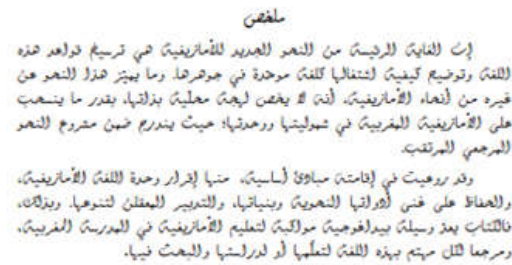 ملخص
إن الغاية الرئيسة من النحو الجديد للأمازيغية هي ترسيخ قواعد هذه
اللغة وتوضيح كيفية اشتغالها كلغة موحدة في جوهرها. وما يميز هذا النحو عن
غيره من أنحاء الأمازيغية، أنه لا يخص لهجة محلية بذاتها، بقدر ما ينسحب
على الأمازيغية المغربية في شموليتها ووحدتها؛ حيث يندرج ضمن مشروع النحو
المرجعي المرتقب.
وقد روعيت في إقامته مبادئ أساسية، منها إقرار وحدة اللغة الأمازيغية،
والحفاظ على غنى أدواتها النحوية وبنياتها، والتدبير المعقلن لتنوعها. وبذلك،
فالكتاب يعد وسيلة بيداغوجية مواكبة لتعليم الأمازيغية في المدرسة المغربية،
ومرجعا لكل مهتم بهذه اللغة لتعلّمها أو لدراستها والبحث فيها.